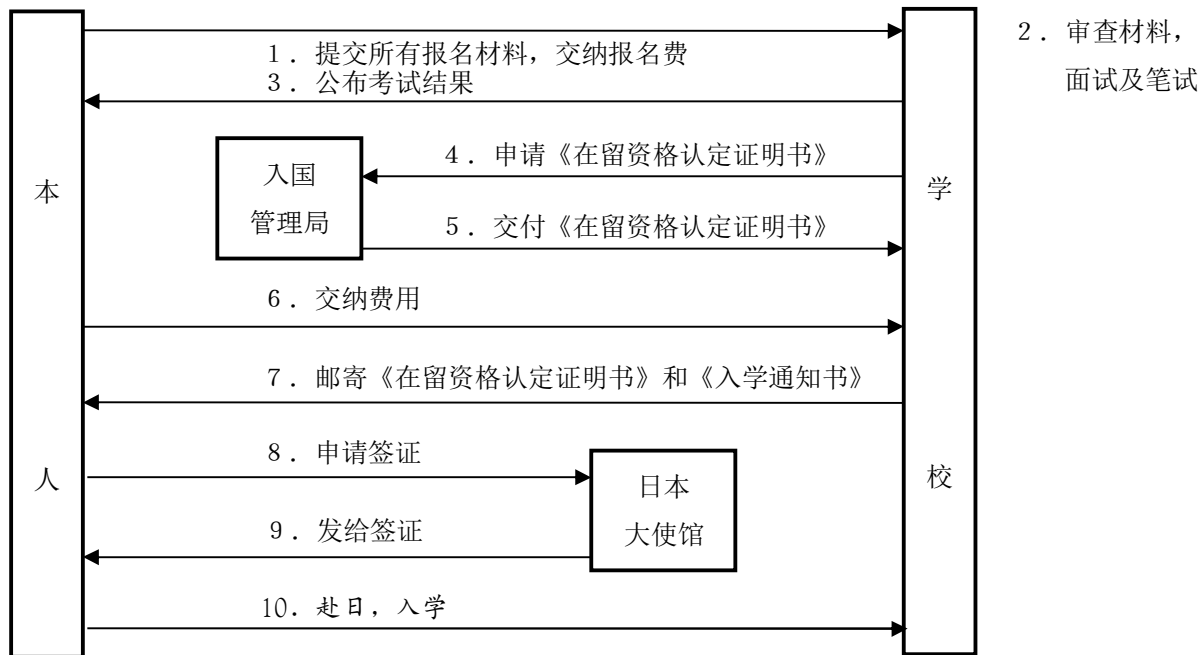 1．提交所有报名材料，交纳报名费
2．审查材料，
面试及笔试
3．公布考试结果
4．申请《在留资格认定证明书》
入国
管理局
5．交付《在留资格认定证明书》
本
人
学
校
6．交纳费用
7．邮寄《在留资格认定证明书》和《入学通知书》
8．申请签证
日本
大使馆
9．发给签证
10．赴日，入学